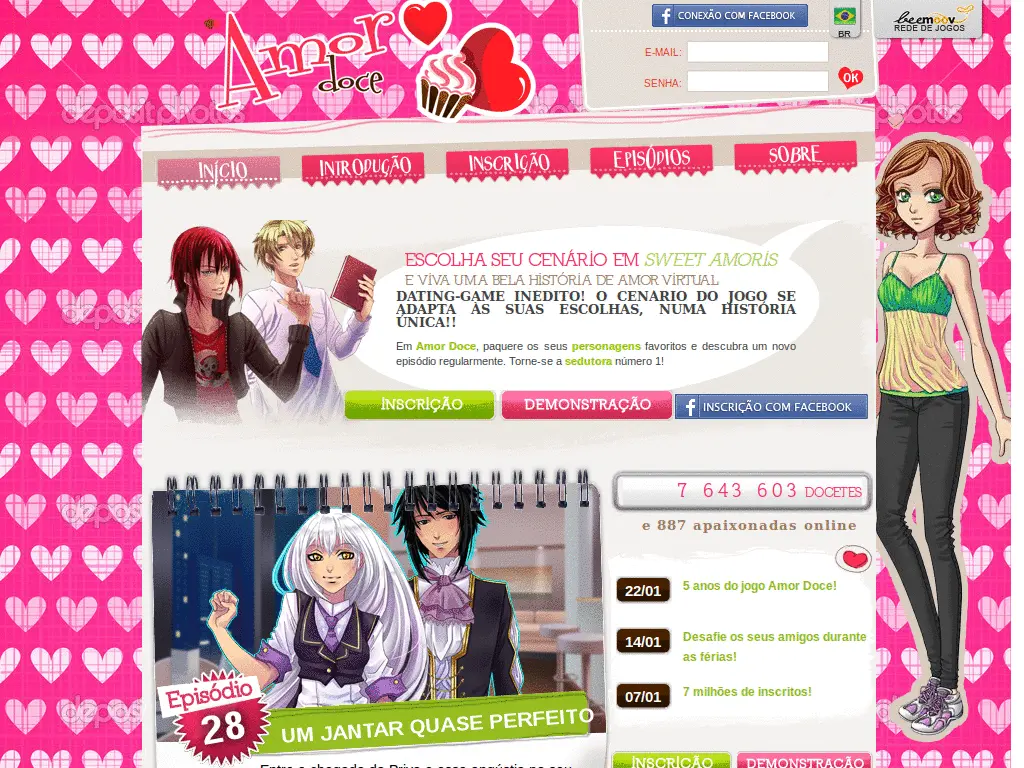 Amor
doce
CONEXÃO COM FACEBOOK
BR
beemoov
REDE DE JOGOS
E-MAIL:
SENHA:
OK
depositphotos
INÍCIO
INTRODUÇÃO
INSCRIÇÃO
EPISÓDIOS
SOBRE
ESCOLHA SEU CENÁRIO EM SWEET AMORIS
E VIVA UMA BELA HISTÓRIA DE AMOR VIRTUAL
DATING-GAME INEDITO! O CENARIO DO JOGO SE
ADAPTA ÀS SUAS ESCOLHAS, NUMA HISTÓRIA
ÚNICA!!
Em Amor Doce, paquere os seus personagens favoritos e descubra um novo
episódio regularmente. Torne-se a sedutora número 1!
INSCRIÇÃO
DEMONSTRAÇÃO
INSCRIÇÃO COM FACEBOOK
7 643 603 DOCETES
e 887 apaixonadas online
22/01
5 anos do jogo Amor Doce!
14/01
Desafie os seus amigos durante
as férias!
07/01
7 milhões de inscritos!
Episódio
28
UM JANTAR QUASE PERFEITO
INSCRIÇÃO
DEMONSTRAÇÃO